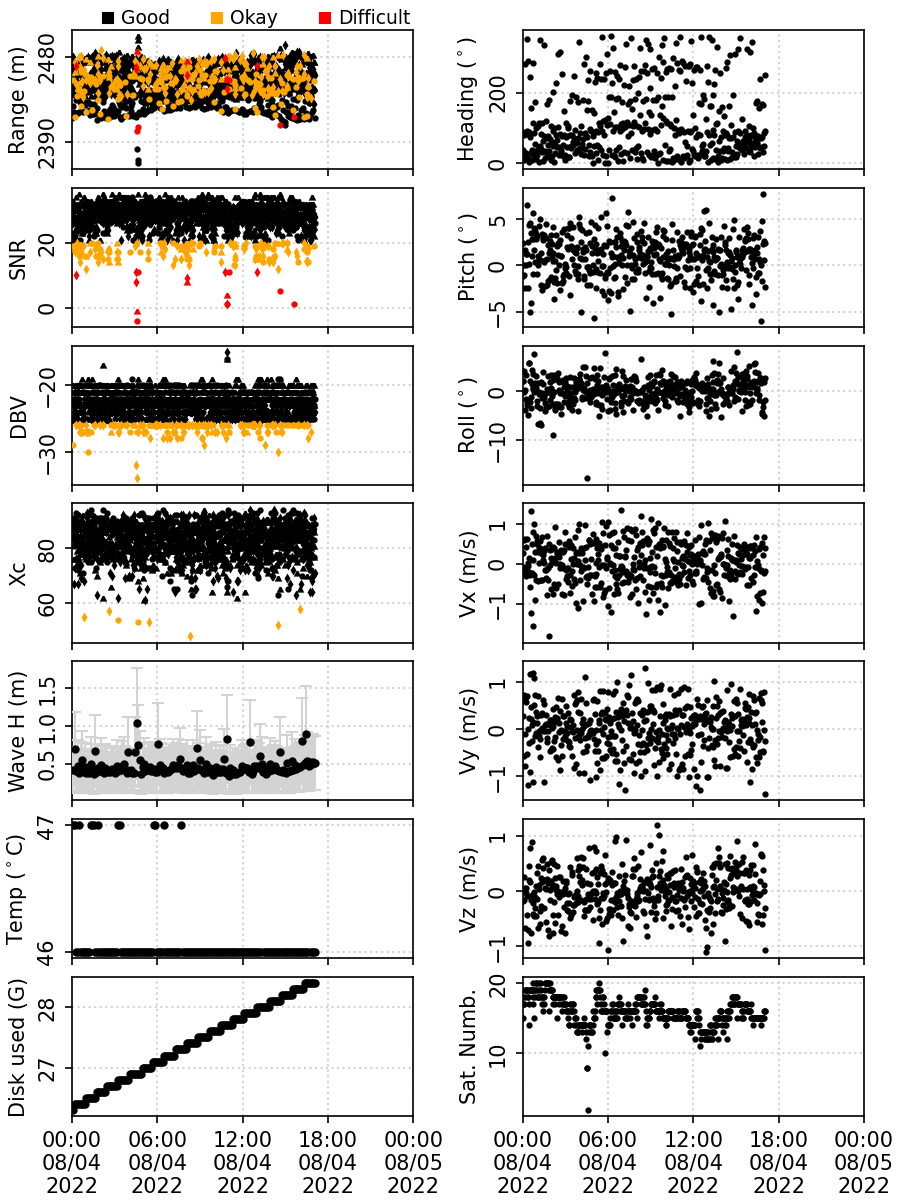 Good Okay Difficult
Range (m)
2480
2390
Heading (°)
200
0
SNR
20
0
Pitch (°)
5
0
−5
DBV
−20
−30
Roll (°)
0
−10
Xc
80
60
Vx (m/s)
1
0
−1
Wave H (m)
1.5
1.0
0.5
Vy (m/s)
1
0
−1
Temp (°C)
47
46
Vz (m/s)
1
0
−1
Disk used (G)
28
27
Sat. Numb.
20
10
00:00 06:00 12:00 18:00 00:00 00:00 06:00 12:00 18:00 00:00
08/04 08/04 08/04 08/04 08/05 08/04 08/04 08/04 08/04 08/05
2022 2022 2022 2022 2022 2022 2022 2022 2022 2022